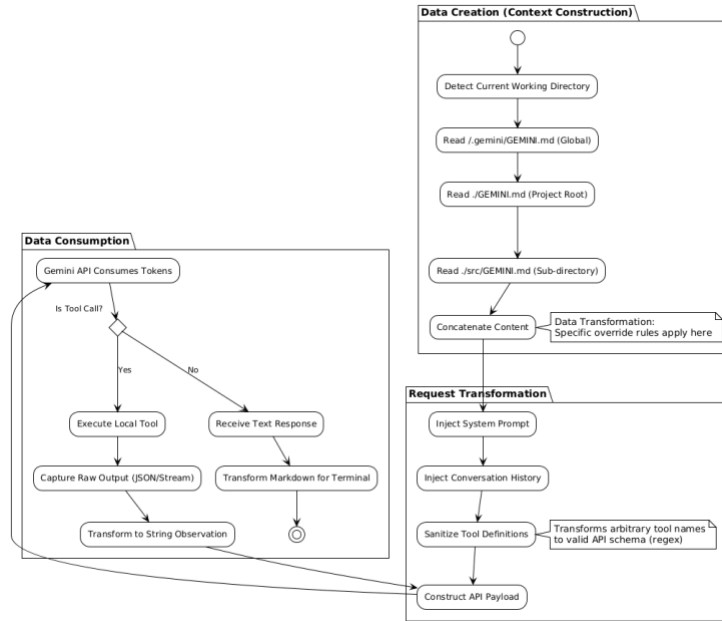 Data Creation (Context Construction)
Detect Current Working Directory
Read /.gemini/GEMINI.md (Global)
Read ./GEMINI.md (Project Root)
Read ./src/GEMINI.md (Sub-directory)
Concatenate Content
Data Transformation:
Specific override rules apply here
Request Transformation
Inject System Prompt
Inject Conversation History
Sanitize Tool Definitions
Transforms arbitrary tool names
to valid API schema (regex)
Construct API Payload
Data Consumption
Gemini API Consumes Tokens
Is Tool Call?
Yes
No
Execute Local Tool
Receive Text Response
Capture Raw Output (JSON/Stream)
Transform Markdown for Terminal
Transform to String Observation